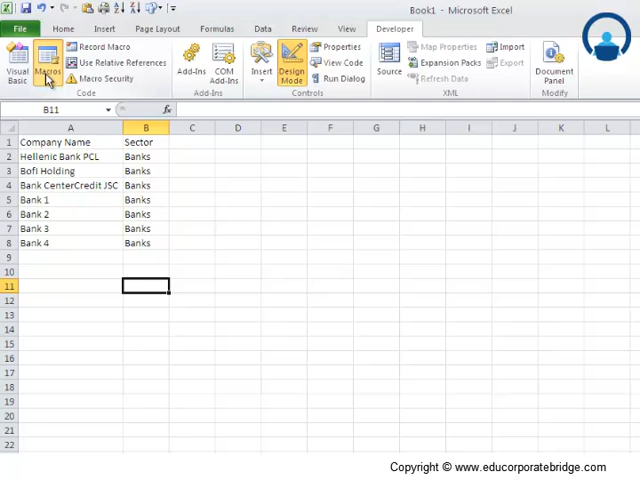 Book1 - Microsoft Excel
File Home Insert Page Layout Formulas Data Review View Developer
Visual Basic
Macros
Record Macro
Use Relative References
Macro Security
Code
Add-Ins
COM Add-Ins
Add-Ins
Insert
Design Mode
Properties
View Code
Run Dialog
Controls
Source
Map Properties
Expansion Packs
Refresh Data
Import
Export
XML
Document Panel
Modify
B11 fx
A B C D E F G H I J K L
1 Company Name Sector
2 Hellenic Bank PCL Banks
3 BofI Holding Banks
4 Bank CenterCredit JSC Banks
5 Bank 1 Banks
6 Bank 2 Banks
7 Bank 3 Banks
8 Bank 4 Banks
9
10
11
12
13
14
15
16
17
18
19
20
21
22
Copyright © www.educorporatebridge.com/